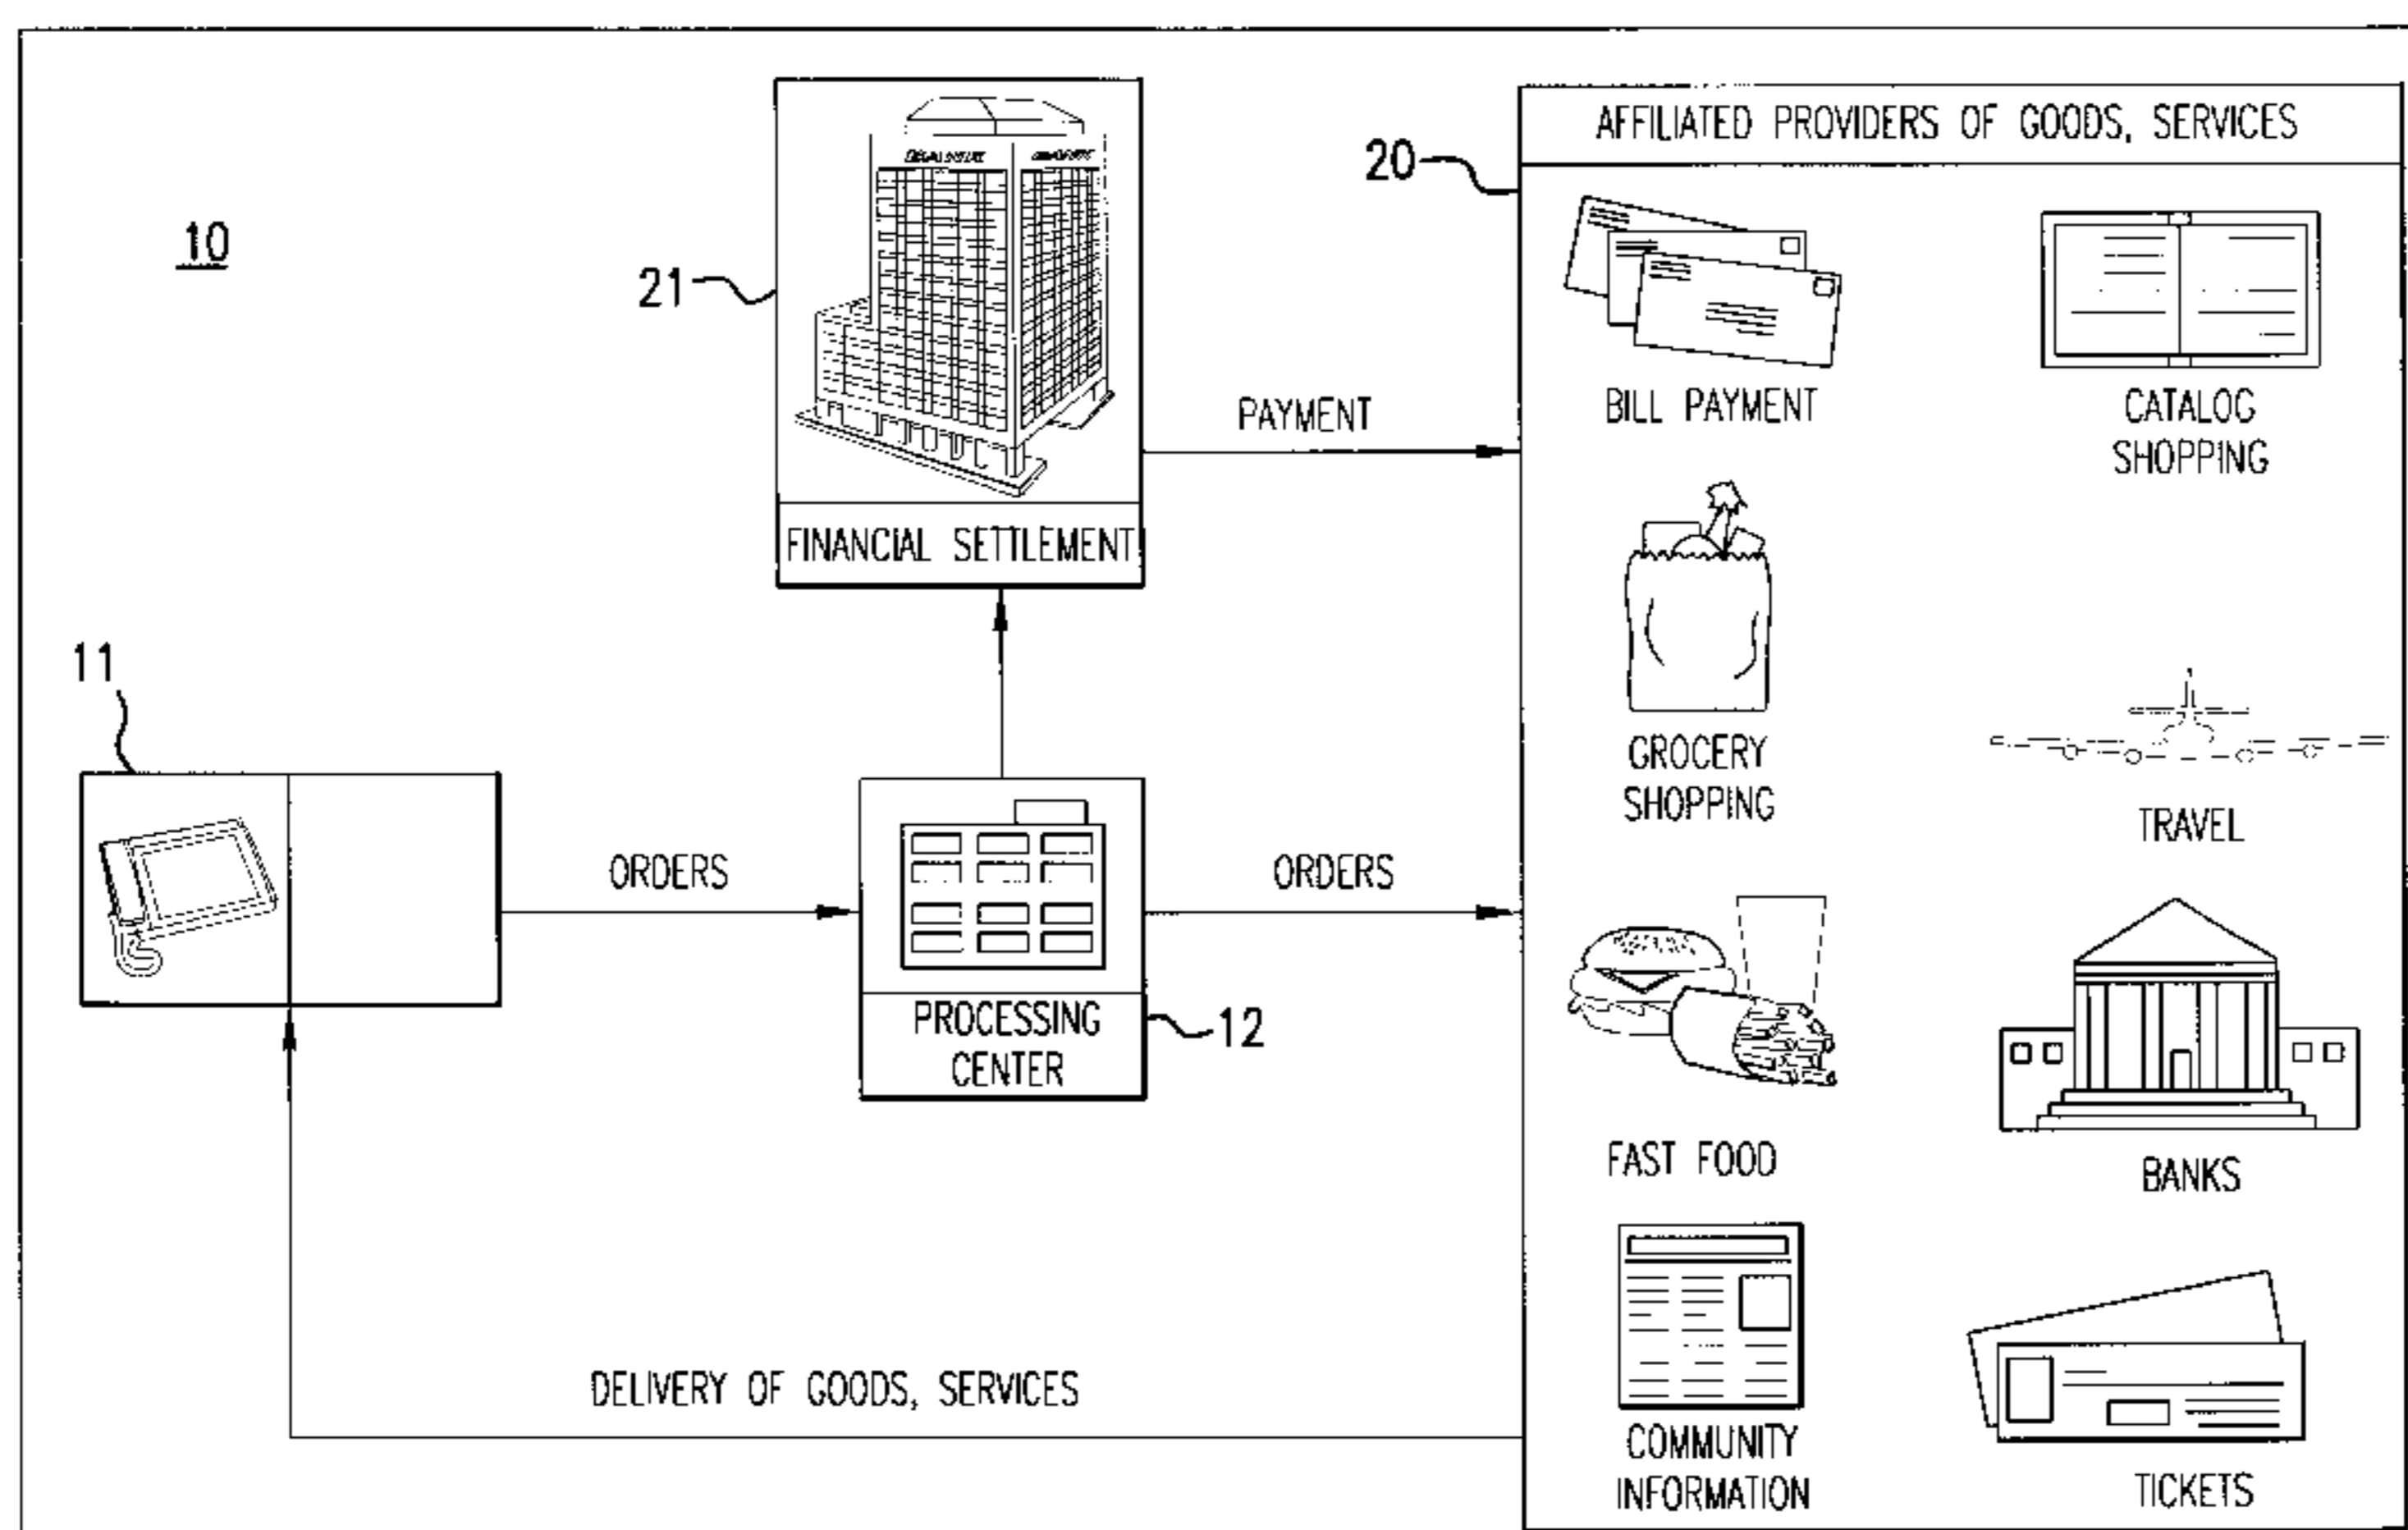 10
21
FINANCIAL SETTLEMENT
PAYMENT
20
AFFILIATED PROVIDERS OF GOODS, SERVICES
BILL PAYMENT
CATALOG
SHOPPING
GROCERY
SHOPPING
TRAVEL
FAST FOOD
BANKS
COMMUNITY
INFORMATION
TICKETS
11
ORDERS
PROCESSING
CENTER
12
ORDERS
DELIVERY OF GOODS, SERVICES